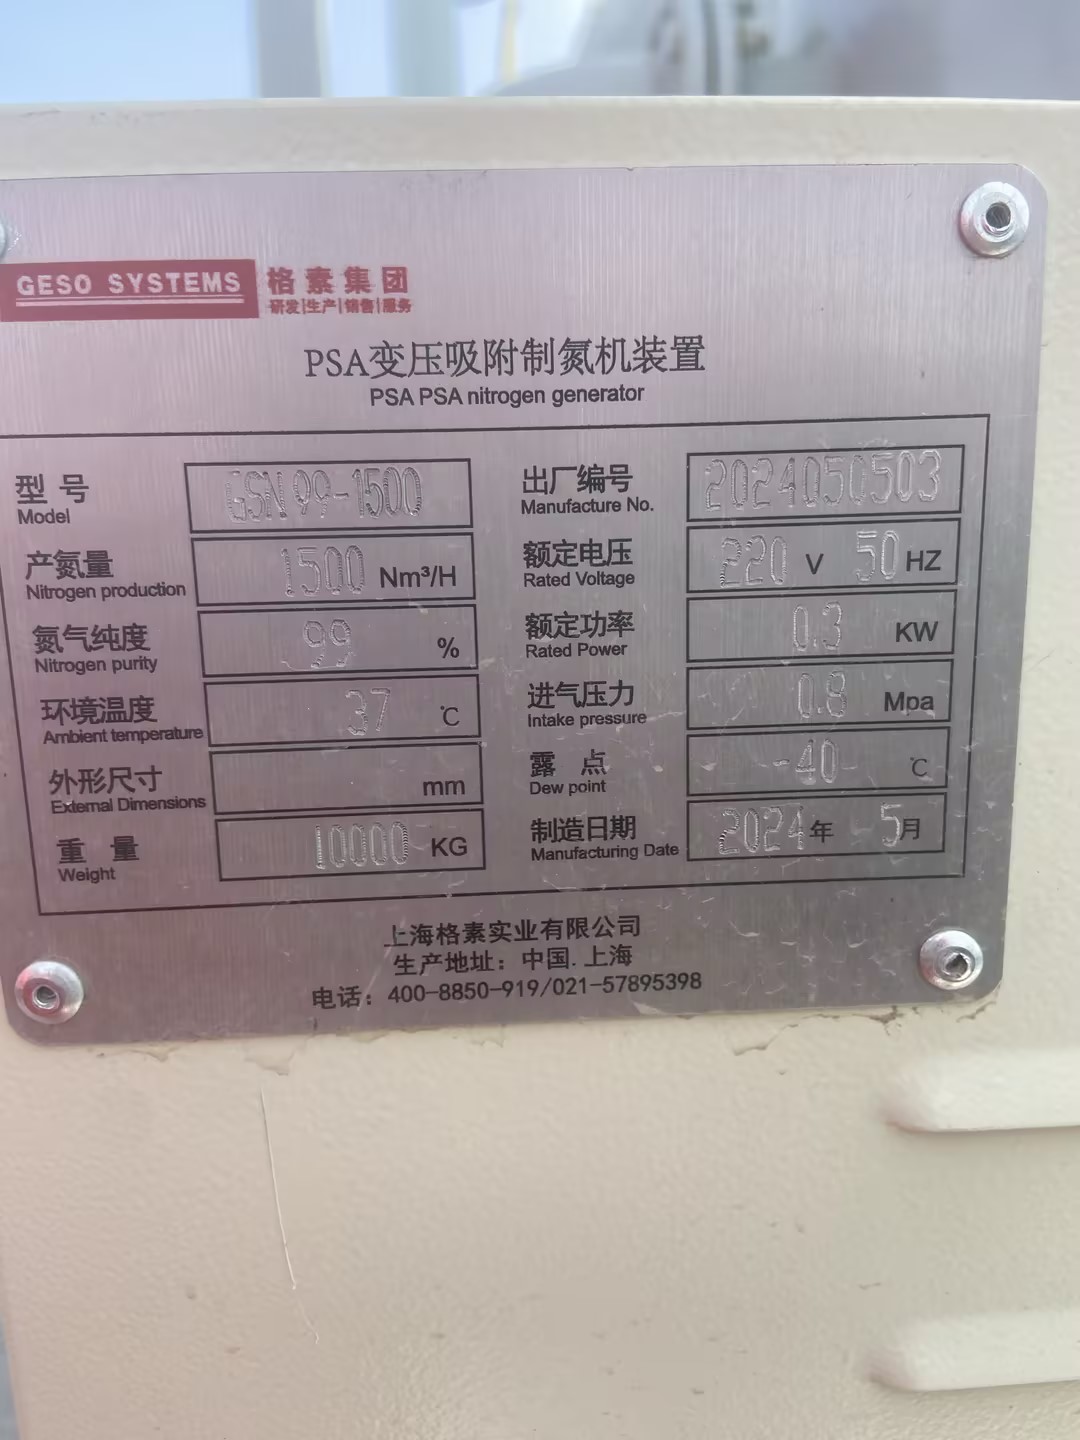 GESO SYSTEMS 格素集团
研发|生产|销售|服务
PSA变压吸附制氮机装置
PSA PSA nitrogen generator
型号 GSN99-1500 出厂编号 2024050503
Model Manufacture No.
产氮量 1500 Nm³/H 额定电压 220 V 50 HZ
Nitrogen production Rated Voltage
氮气纯度 99 % 额定功率 0.3 KW
Nitrogen purity Rated Power
环境温度 37 ℃ 进气压力 0.8 Mpa
Ambient temperature Intake pressure
外形尺寸 mm 露点 -40 ℃
External Dimensions Dew point
重量 10000 KG 制造日期 2024年 5月
Weight Manufacturing Date
上海格素实业有限公司
生产地址：中国.上海
电话：400-8850-919/021-57895398